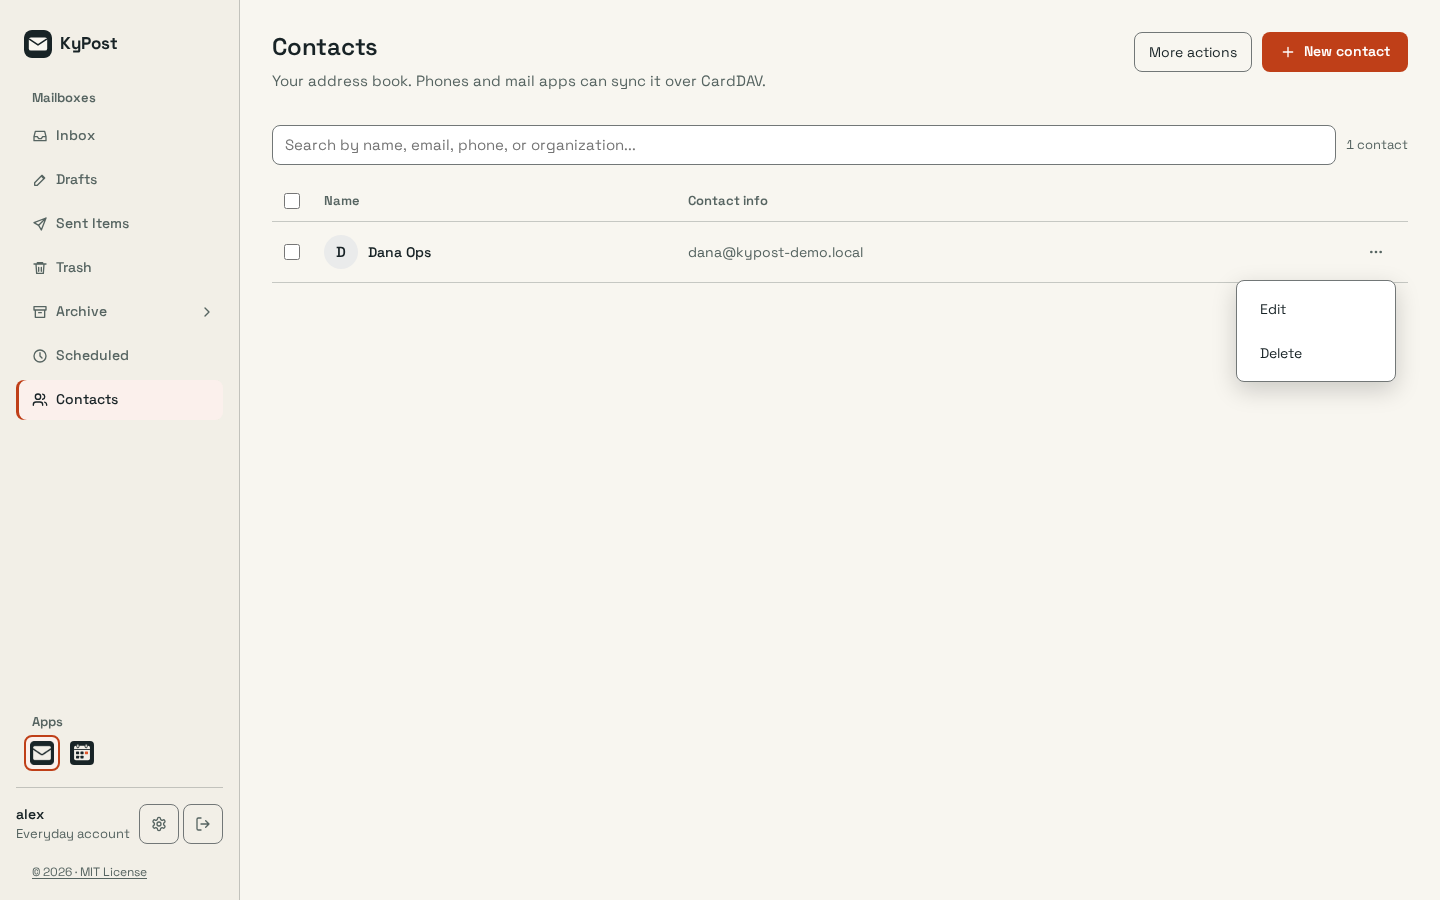 KyPost
Mailboxes
Inbox
Drafts
Sent Items
Trash
Archive
Scheduled
Contacts
Apps
alex
Everyday account
© 2026 · MIT License
Contacts
Your address book. Phones and mail apps can sync it over CardDAV.
More actions
New contact
Search by name, email, phone, or organization...
1 contact
Name
Contact info
D
Dana Ops
dana@kypost-demo.local
Edit
Delete